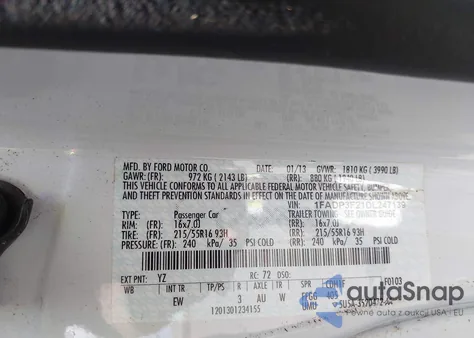 MFD. BY FORD MOTOR CO. 01/13 GVWR: 1810 KG ( 3990 LB)
GAWR:(FR): 972 KG ( 2143 LB) (RR): 880 KG
THIS VEHICLE CONFORMS TO ALL APPLICABLE FEDERAL MOTOR VEHICLE SAFETY,
AND THEFT PREVENTION STANDARDS IN EFFECT ON THE DATE OF MANUFACTURE
VIN:
TYPE: Passenger Car
RIM: (FR): 16x7.0J (RR): 16x7.0J
TIRE: (FR): 215/55R16 93H (RR): 215/55R16 93H
PRESSURE: (FR): 240 kPa/ 35 PSI COLD (RR): 240 kPa/ 35 PSI COLD
EXT PNT: YZ RC: 72 DSO: F0103
WB INT TP/PS R AXLE TR SPR
EW 3 AU W
1201301234155
autoSnap